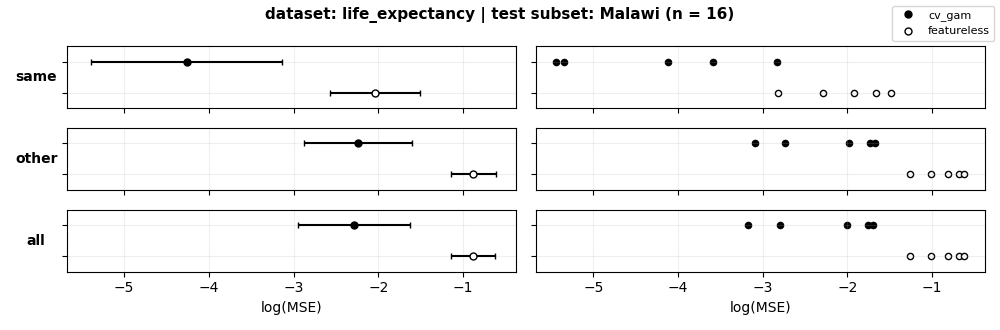 dataset: life_expectancy | test subset: Malawi (n = 16)
cv_gam
featureless
same
other
all
−5 −4 −3 −2 −1
−5 −4 −3 −2 −1
log(MSE)
log(MSE)